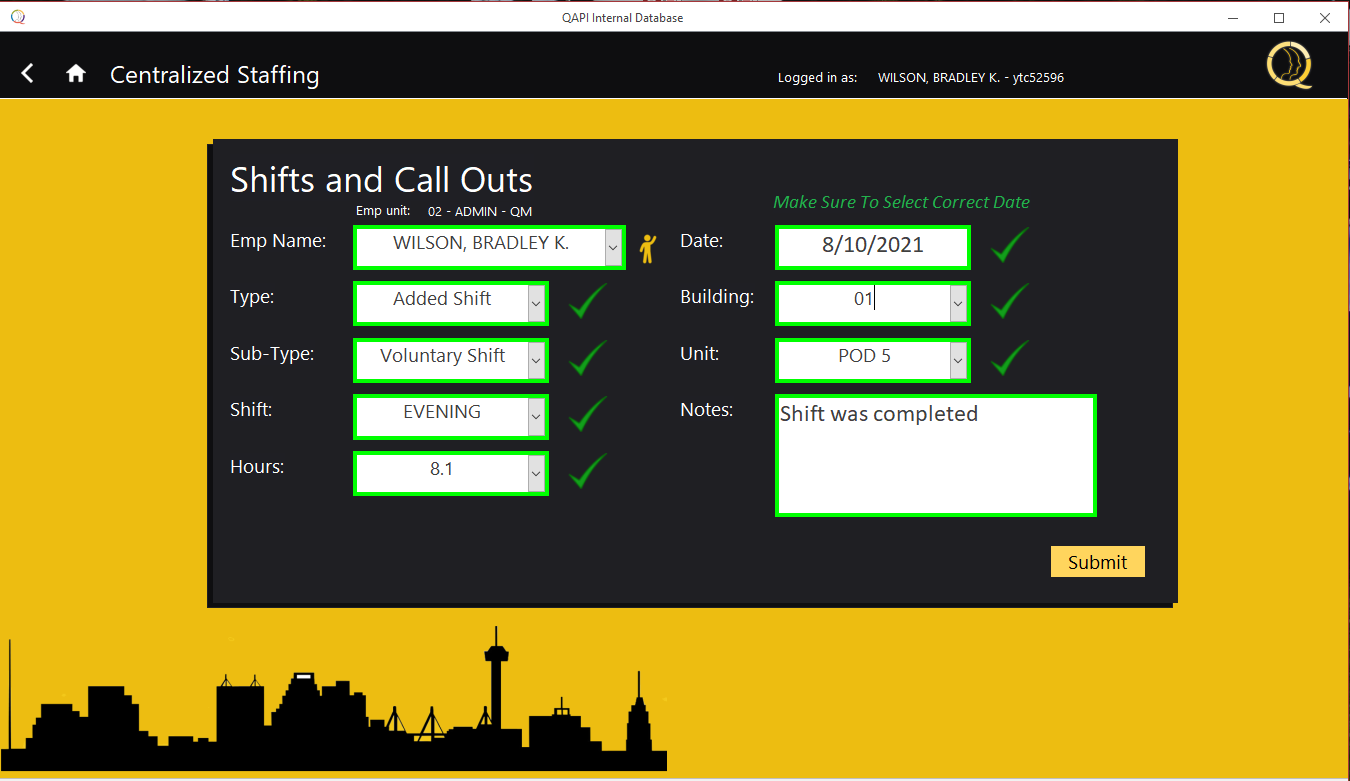 QAPI Internal Database
Centralized Staffing
Logged in as: WILSON, BRADLEY K. - ytc52596
Shifts and Call Outs
Make Sure To Select Correct Date
Emp unit: 02 - ADMIN - QM
Emp Name: WILSON, BRADLEY K.
Date: 8/10/2021
Type: Added Shift
Building: 01
Sub-Type: Voluntary Shift
Unit: POD 5
Shift: EVENING
Notes: Shift was completed
Hours: 8.1
Submit